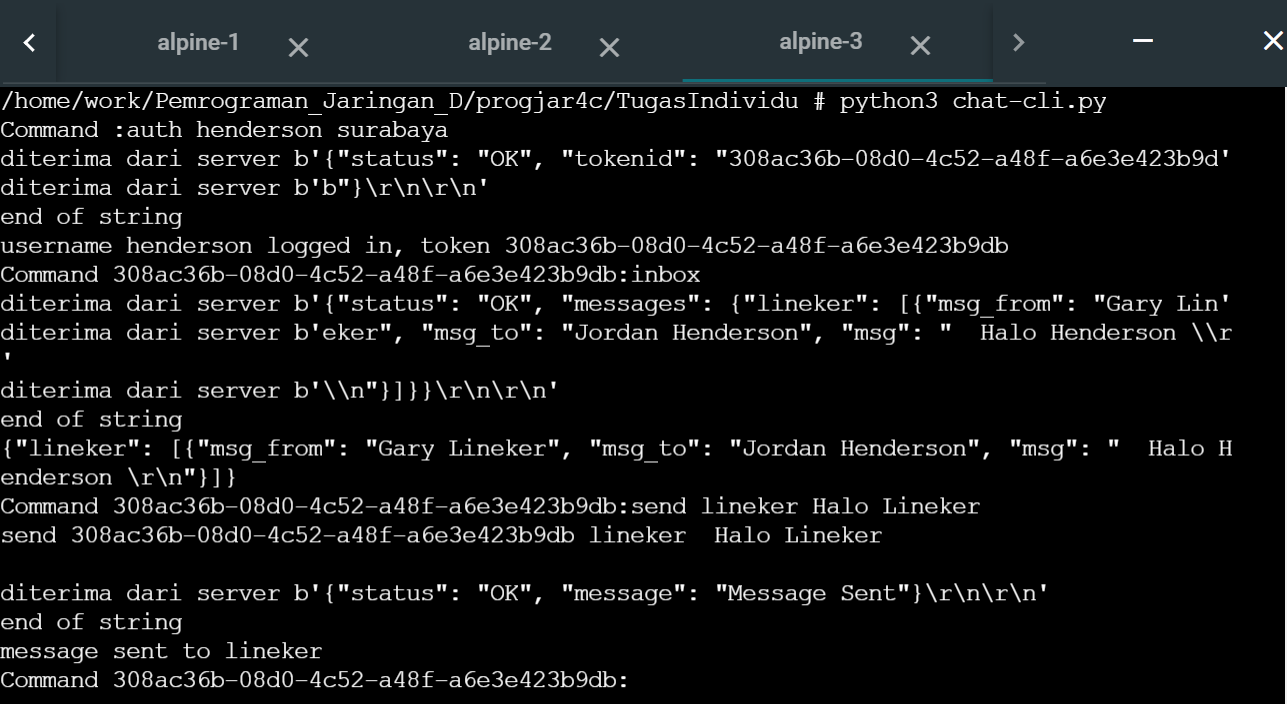 alpine-1
alpine-2
alpine-3
/home/work/Pemrograman_Jaringan_D/progjar4c/TugasIndividu # python3 chat-cli.py
Command :auth henderson surabaya
diterima dari server b'{"status": "OK", "tokenid": "308ac36b-08d0-4c52-a48f-a6e3e423b9d'
diterima dari server b'b"}\r\n\r\n'
end of string
username henderson logged in, token 308ac36b-08d0-4c52-a48f-a6e3e423b9db
Command 308ac36b-08d0-4c52-a48f-a6e3e423b9db:inbox
diterima dari server b'{"status": "OK", "messages": {"lineker": [{"msg_from": "Gary Lin'
diterima dari server b'eker", "msg_to": "Jordan Henderson", "msg": "  Halo Henderson \\r
'
diterima dari server b'\\n"}]}}\r\n\r\n'
end of string
{"lineker": [{"msg_from": "Gary Lineker", "msg_to": "Jordan Henderson", "msg": "  Halo H
enderson \r\n"}]}
Command 308ac36b-08d0-4c52-a48f-a6e3e423b9db:send lineker Halo Lineker
send 308ac36b-08d0-4c52-a48f-a6e3e423b9db lineker  Halo Lineker
diterima dari server b'{"status": "OK", "message": "Message Sent"}\r\n\r\n'
end of string
message sent to lineker
Command 308ac36b-08d0-4c52-a48f-a6e3e423b9db: